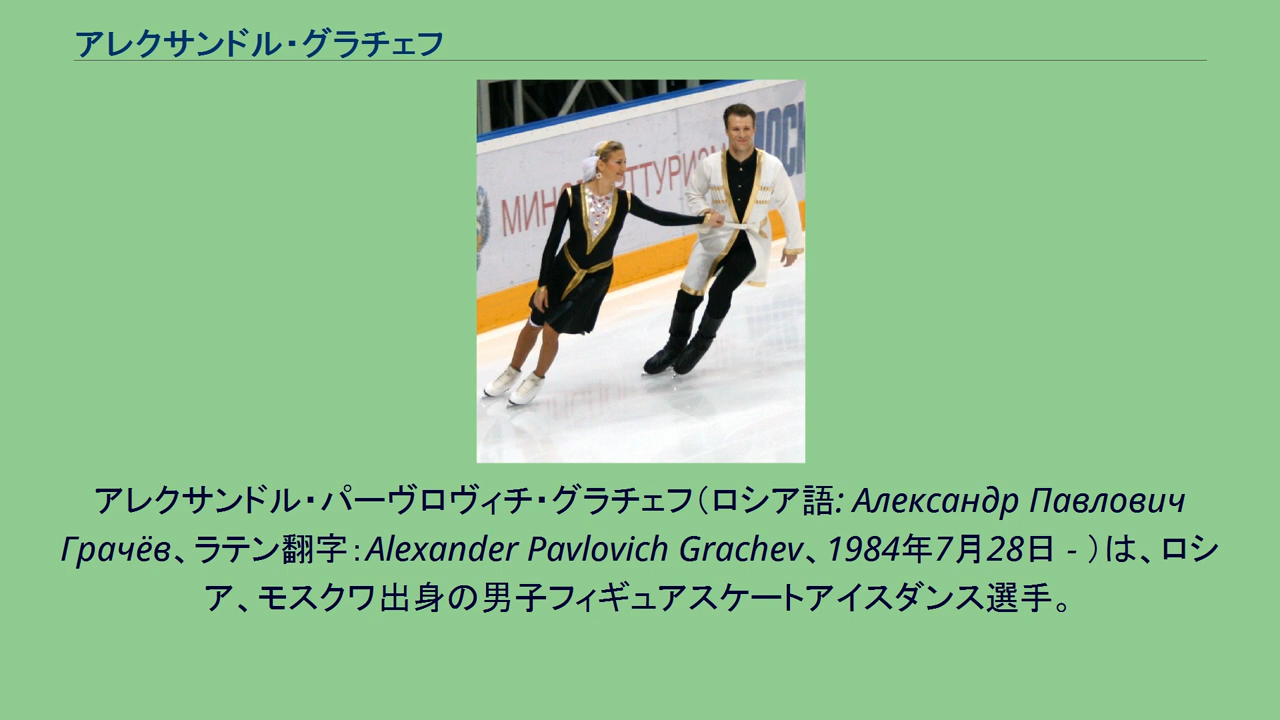 アレクサンドル・グラチェフ
МИНСПОРТТУРИЗМ
МОСК
アレクサンドル・パーヴロヴィチ・グラチェフ（ロシア語: Александр Павлович
Грачёв、ラテン翻字：Alexander Pavlovich Grachev、1984年7月28日 - ）は、ロシ
ア、モスクワ出身の男子フィギュアスケートアイスダンス選手。